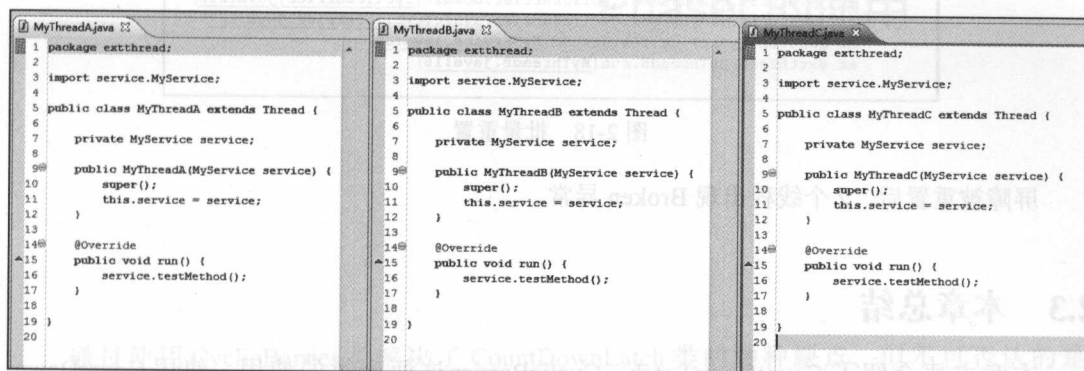 MyThreadA.java
1 package extthread;
2
3 import service.MyService;
4
5 public class MyThreadA extends Thread {
6
7 private MyService service;
8
9 public MyThreadA(MyService service) {
10 super();
11 this.service = service;
12 }
13
14 @Override
15 public void run() {
16 service.testMethod();
17 }
18
19 }
20
MyThreadB.java
1 package extthread;
2
3 import service.MyService;
4
5 public class MyThreadB extends Thread {
6
7 private MyService service;
8
9 public MyThreadB(MyService service) {
10 super();
11 this.service = service;
12 }
13
14 @Override
15 public void run() {
16 service.testMethod();
17 }
18
19 }
20
MyThreadC.java
1 package extthread;
2
3 import service.MyService;
4
5 public class MyThreadC extends Thread {
6
7 private MyService service;
8
9 public MyThreadC(MyService service) {
10 super();
11 this.service = service;
12 }
13
14 @Override
15 public void run() {
16 service.testMethod();
17 }
18
19 }
20